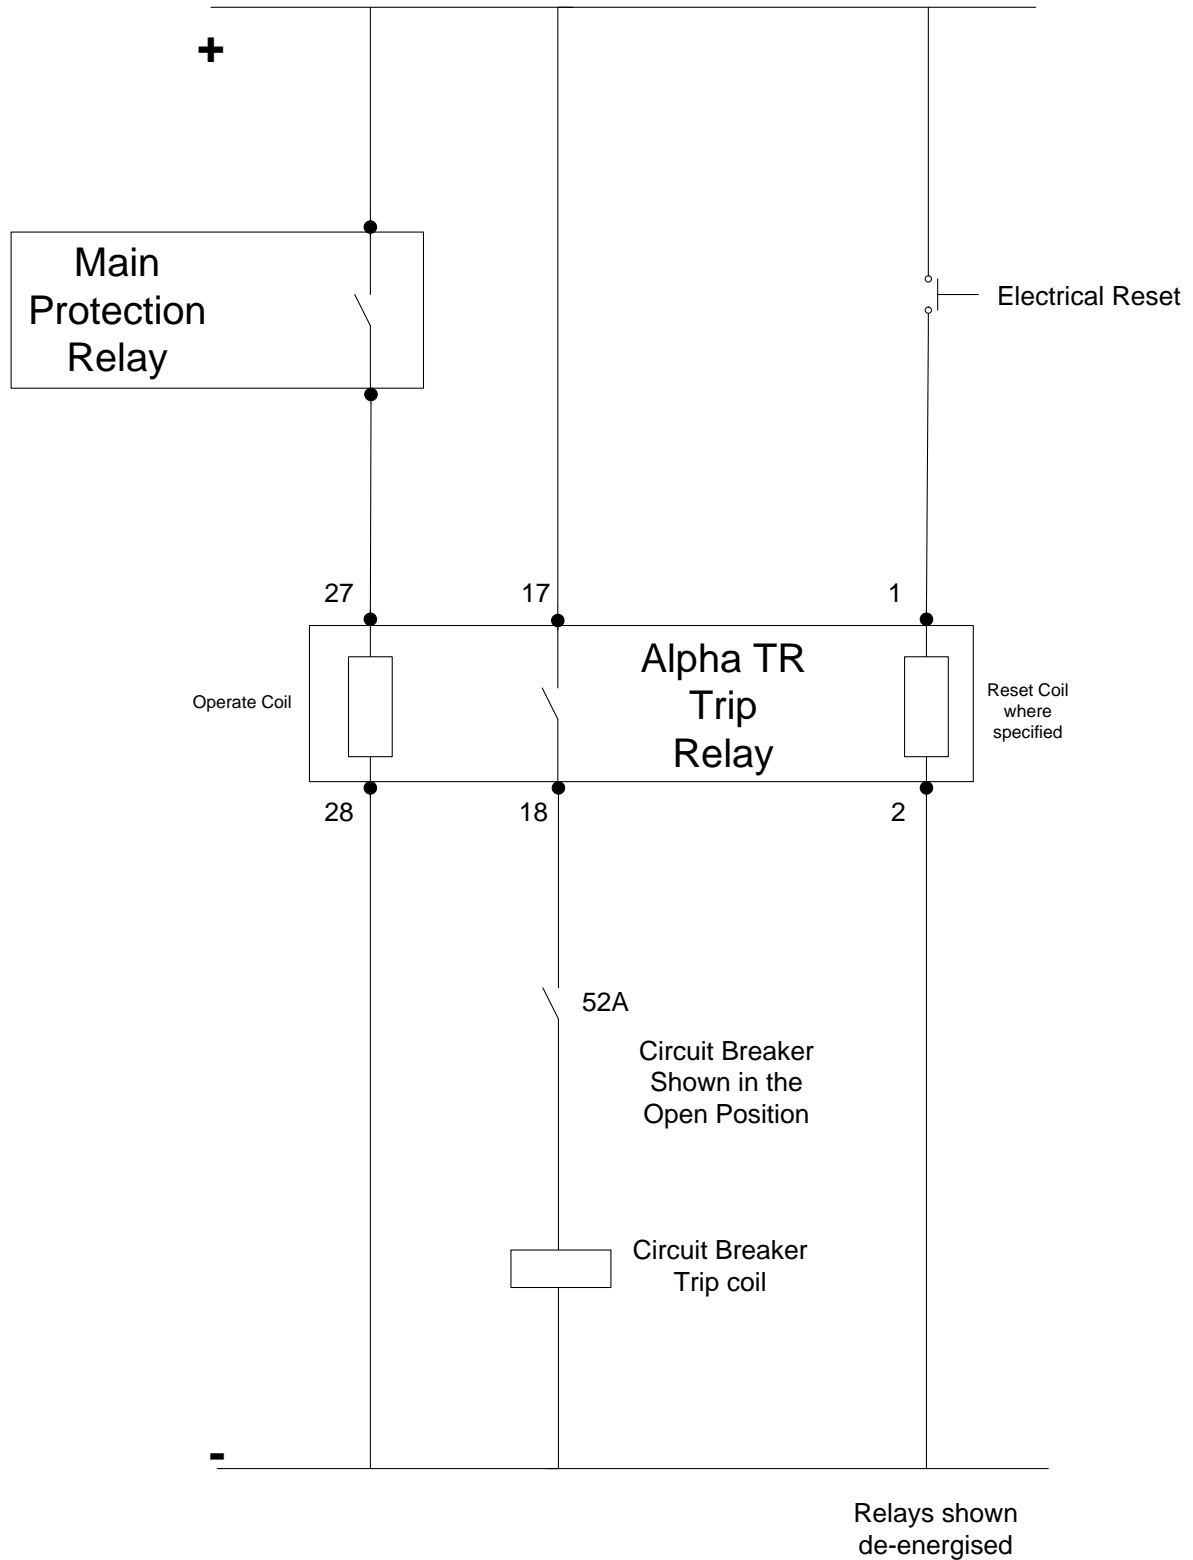 +
Main
Protection
Relay
Electrical Reset
27
17
1
Operate Coil
Alpha TR
Trip
Relay
Reset Coil
where
specified
28
18
2
52A
Circuit Breaker
Shown in the
Open Position
Circuit Breaker
Trip coil
-
Relays shown
de-energised